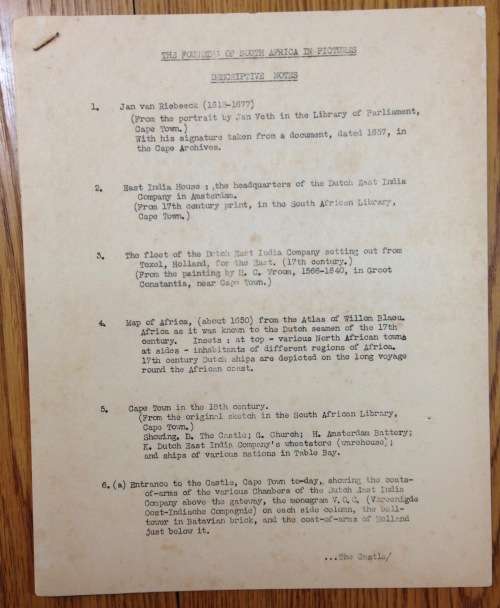 THE FOUNDING OF SOUTH AFRICA IN PICTURES
DESCRIPTIVE NOTES
1. Jan van Riebeeck (1618-1677)
(From the portrait by Jan Veth in the Library of Parliament,
Cape Town.)
With his signature taken from a document, dated 1657, in
the Cape Archives.
2. East India House : the headquarters of the Dutch East India
Company in Amsterdam.
(From 17th century print, in the South African Library,
Cape Town.)
3. The fleet of the Dutch East India Company setting out from
Texel, Holland, for the East. (17th century.)
(From the painting by H. C. Vroom, 1566-1640, in Groot
Constantia, near Cape Town.)
4. Map of Africa, (about 1650) from the Atlas of Willem Blaeu.
Africa as it was known to the Dutch seamen of the 17th
century. Insets : at top - various North African towns
at sides - inhabitants of different regions of Africa.
17th century Dutch ships are depicted on the long voyage
round the African coast.
5. Cape Town in the 18th century.
(From the original sketch in the South African Library,
Cape Town.)
Showing, D. The Castle; G. Church; H. Amsterdam Battery;
K. Dutch East India Company's wheatstore (warehouse);
and ships of various nations in Table Bay.
6. (a) Entrance to the Castle, Cape Town to-day, showing the coats-
of-arms of the various Chambers of the Dutch East India
Company above the gateway, the monogram V.O.C. (Vereenigde
Oost-Indische Compagnie) on each side column, the bell-
tower in Batavian brick, and the coat-of-arms of Holland
just below it.
...The Castle/